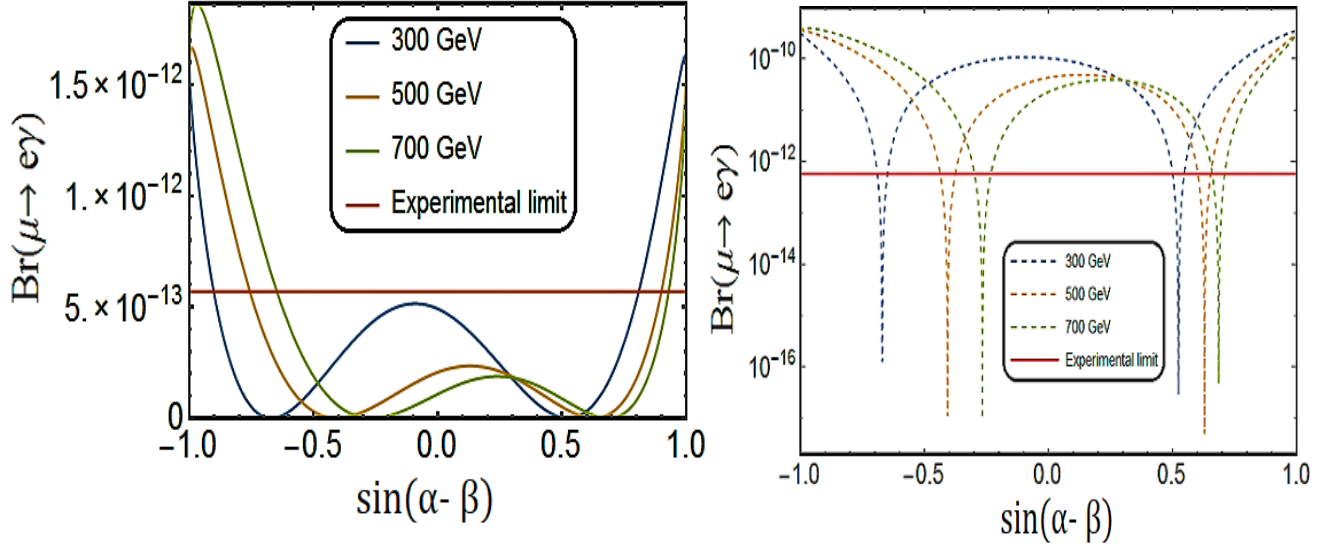 Br(μ→ eγ)
1.5×10⁻¹²
1.×10⁻¹²
5.×10⁻¹³
0
300 GeV
500 GeV
700 GeV
Experimental limit
−1.0 −0.5 0.0 0.5 1.0
sin(α- β)
Br(μ→ eγ)
10⁻¹⁰
10⁻¹²
10⁻¹⁴
10⁻¹⁶
300 GeV
500 GeV
700 GeV
Experimental limit
−1.0 −0.5 0.0 0.5 1.0
sin(α- β)